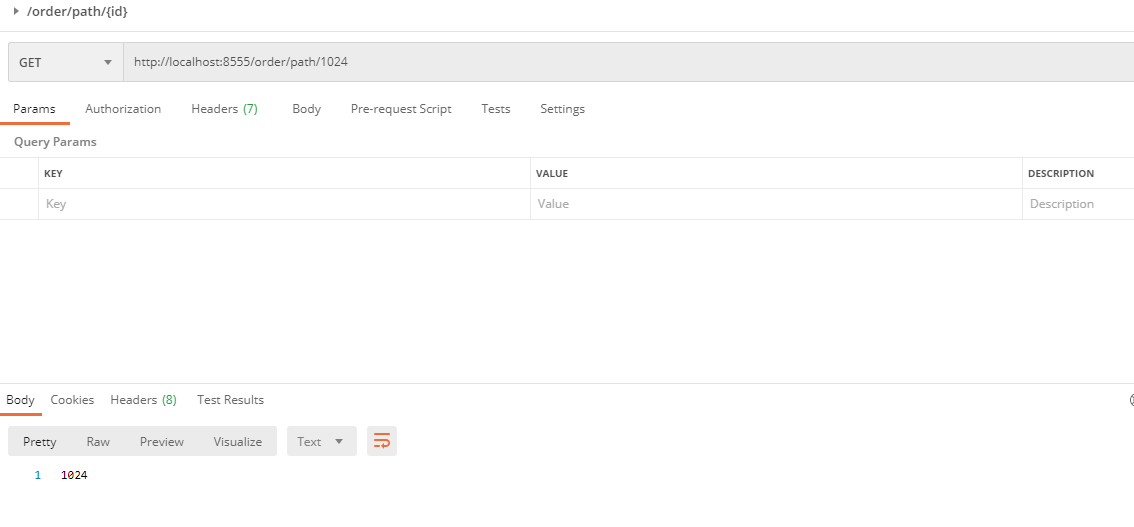 /order/path/{id}
GET http://localhost:8555/order/path/1024
Params Authorization Headers (7) Body Pre-request Script Tests Settings
Query Params
KEY VALUE DESCRIPTION
Key Value Description
Body Cookies Headers (8) Test Results
Pretty Raw Preview Visualize Text
1 1024